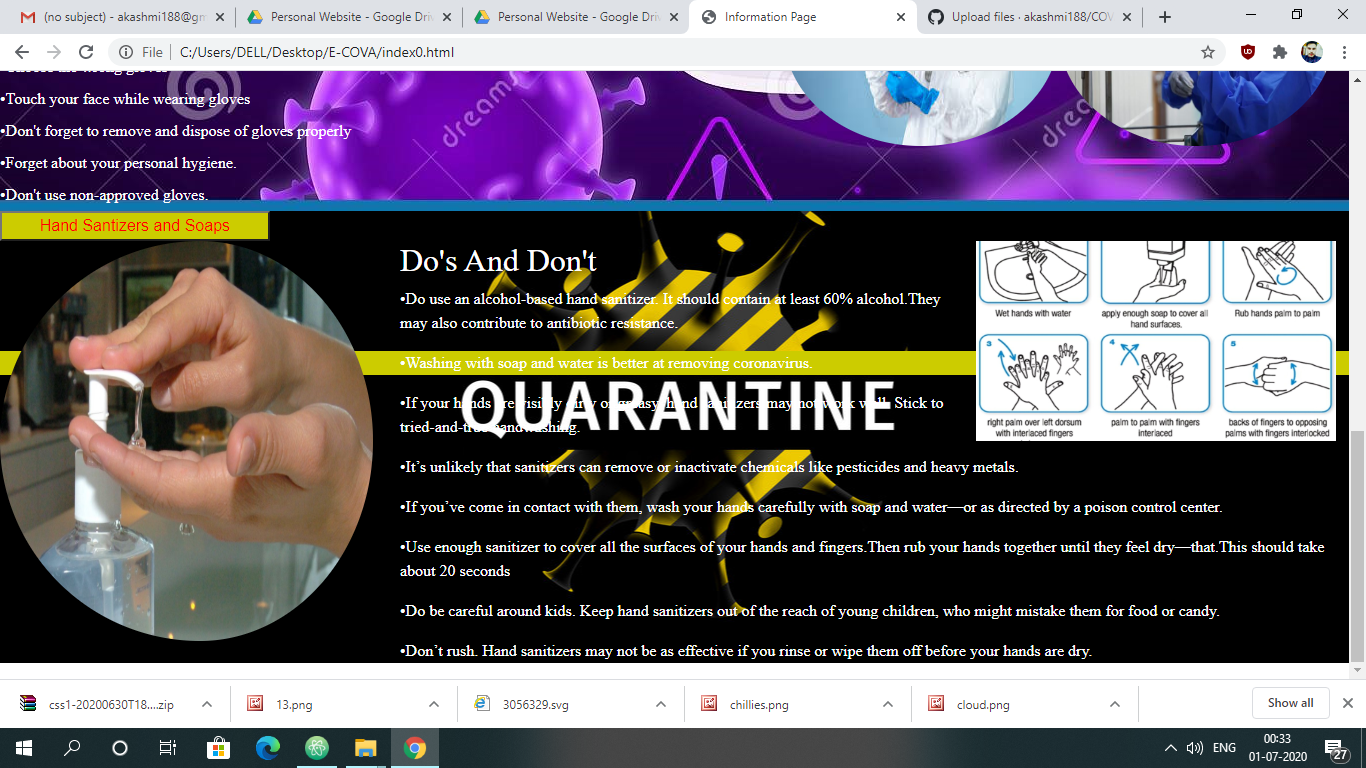 (no subject) - akashmi188@gm
Personal Website - Google Driv
Personal Website - Google Driv
Information Page
Upload files · akashmi188/COV
File
C:/Users/DELL/Desktop/E-COVA/index0.html
•Touch your face while wearing gloves
•Don't forget to remove and dispose of gloves properly
•Forget about your personal hygiene.
•Don't use non-approved gloves.
dreams
dream
Hand Santizers and Soaps
Do's And Don't
•Do use an alcohol-based hand sanitizer. It should contain at least 60% alcohol.They
may also contribute to antibiotic resistance.
•Washing with soap and water is better at removing coronavirus.
QUARANTINE
•If your hands are visibly dirty or greasy, hand sanitizers may not work well. Stick to
tried-and-true handwashing.
•It’s unlikely that sanitizers can remove or inactivate chemicals like pesticides and heavy metals.
•If you’ve come in contact with them, wash your hands carefully with soap and water—or as directed by a poison control center.
•Use enough sanitizer to cover all the surfaces of your hands and fingers.Then rub your hands together until they feel dry—that.This should take
about 20 seconds
•Do be careful around kids. Keep hand sanitizers out of the reach of young children, who might mistake them for food or candy.
•Don’t rush. Hand sanitizers may not be as effective if you rinse or wipe them off before your hands are dry.
Wet hands with water
apply enough soap to cover all
hand surfaces.
Rub hands palm to palm
3
4
5
right palm over left dorsum
with interlaced fingers
palm to palm with fingers
interlaced
backs of fingers to opposing
palms with fingers interlocked
css1-20200630T18....zip
13.png
3056329.svg
chillies.png
cloud.png
Show all
ENG
00:33
01-07-2020
27